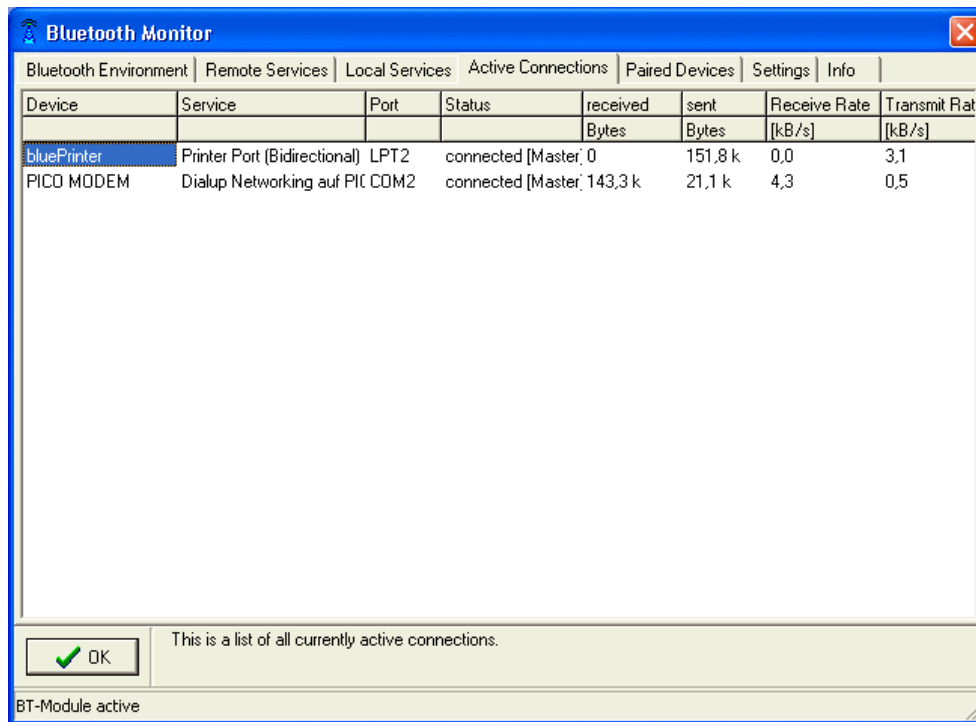 Bluetooth Monitor
Bluetooth Environment Remote Services Local Services Active Connections Paired Devices Settings Info
Device Service Port Status received sent Receive Rate Transmit Rat
Bytes Bytes [kB/s] [kB/s]
bluePrinter Printer Port (Bidirectional) LPT2 connected [Master] 0 151,8 k 0,0 3,1
PICO MODEM Dialup Networking auf PIC COM2 connected [Master] 143,3 k 21,1 k 4,3 0,5
This is a list of all currently active connections.
OK
BT-Module active